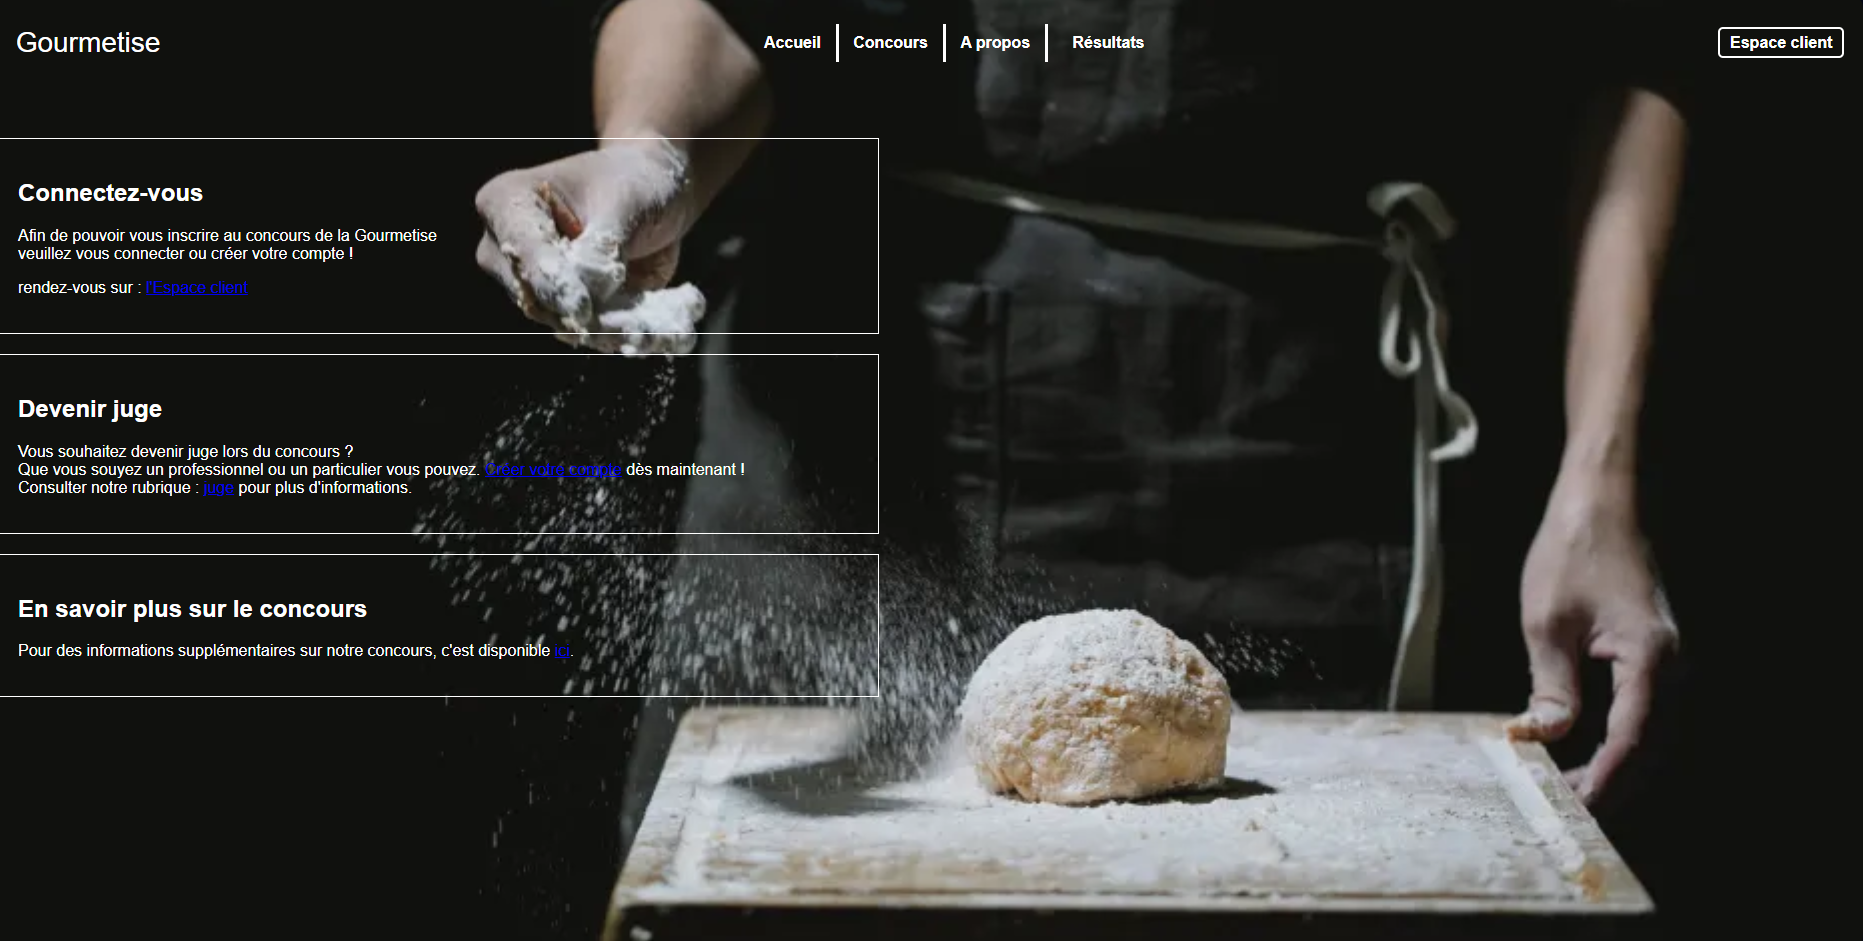 Gourmetise
Accueil
Concours
A propos
Résultats
Espace client
Connectez-vous
Afin de pouvoir vous inscrire au concours de la Gourmetise
veuillez vous connecter ou créer votre compte !
rendez-vous sur : l'Espace client
Devenir juge
Vous souhaitez devenir juge lors du concours ?
Que vous souyez un professionnel ou un particulier vous pouvez. Créer votre compte dès maintenant !
Consulter notre rubrique : juge pour plus d'informations.
En savoir plus sur le concours
Pour des informations supplémentaires sur notre concours, c'est disponible ici.